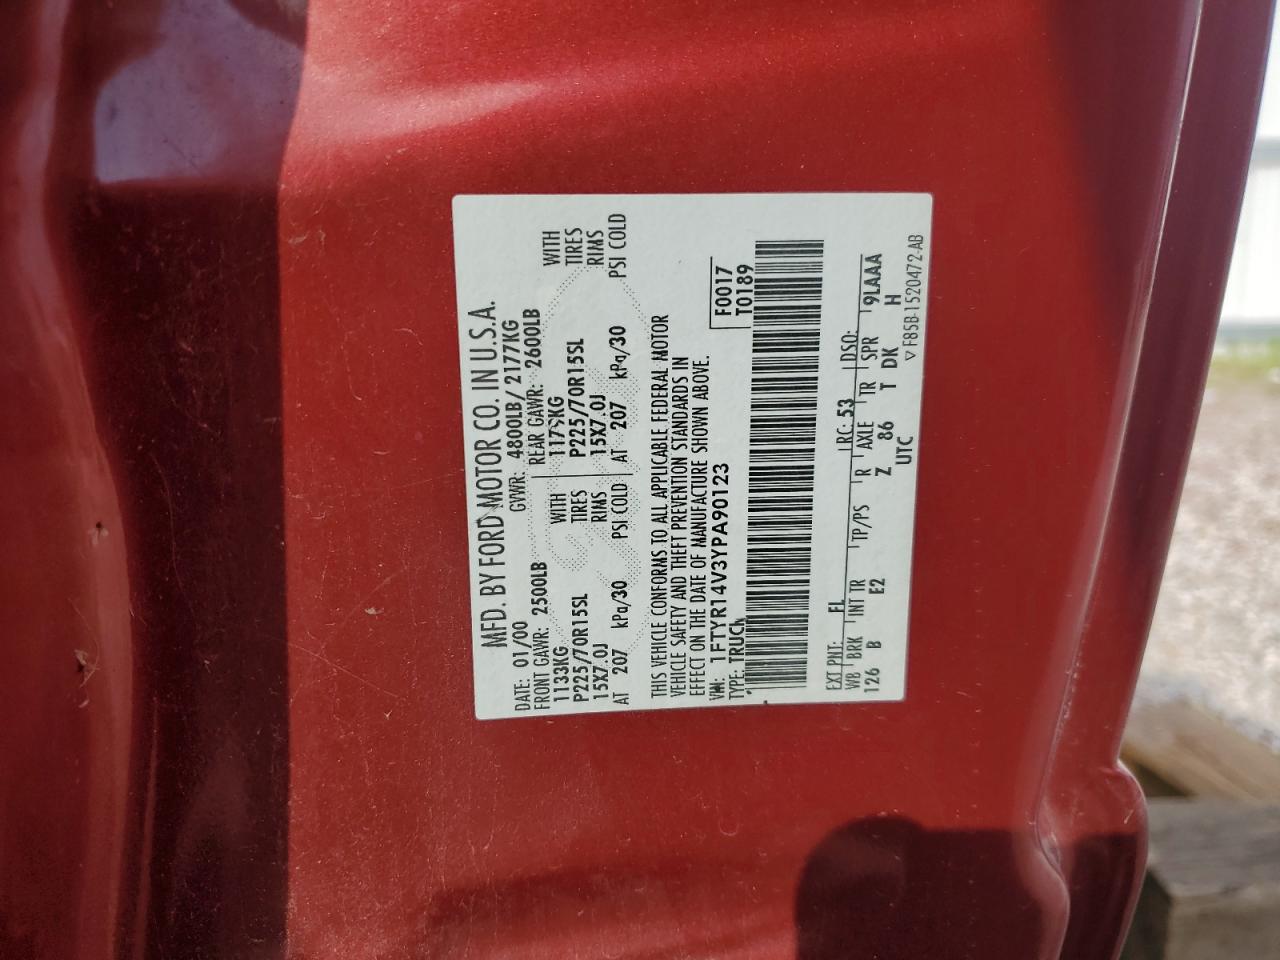 MFD. BY FORD MOTOR CO. IN U.S.A.
DATE: 01/00 GVWR: 4800LB/ 2177KG
FRONT GAWR: 2500LB REAR GAWR: 2600LB
1133KG WITH 1179KG WITH
P225/70R15SL TIRES P225/70R15SL TIRES
15X7.0J RIMS 15X7.0J RIMS
AT 207 kPa/30 PSI COLD AT 207 kPa/30 PSI COLD
THIS VEHICLE CONFORMS TO ALL APPLICABLE FEDERAL MOTOR
VEHICLE SAFETY AND THEFT PREVENTION STANDARDS IN
EFFECT ON THE DATE OF MANUFACTURE SHOWN ABOVE.
VIN: 1FTYR14V3YPA90123 F0017
TYPE: TRUCK T0189
EXT PNT: EL RC: 53 DSO:
WB BRK INT TR TP/PS R AXLE TR SPR 9LAAA
126 B E2 Z 86 T DK H
UTC
▽ F85B-1520472-AB